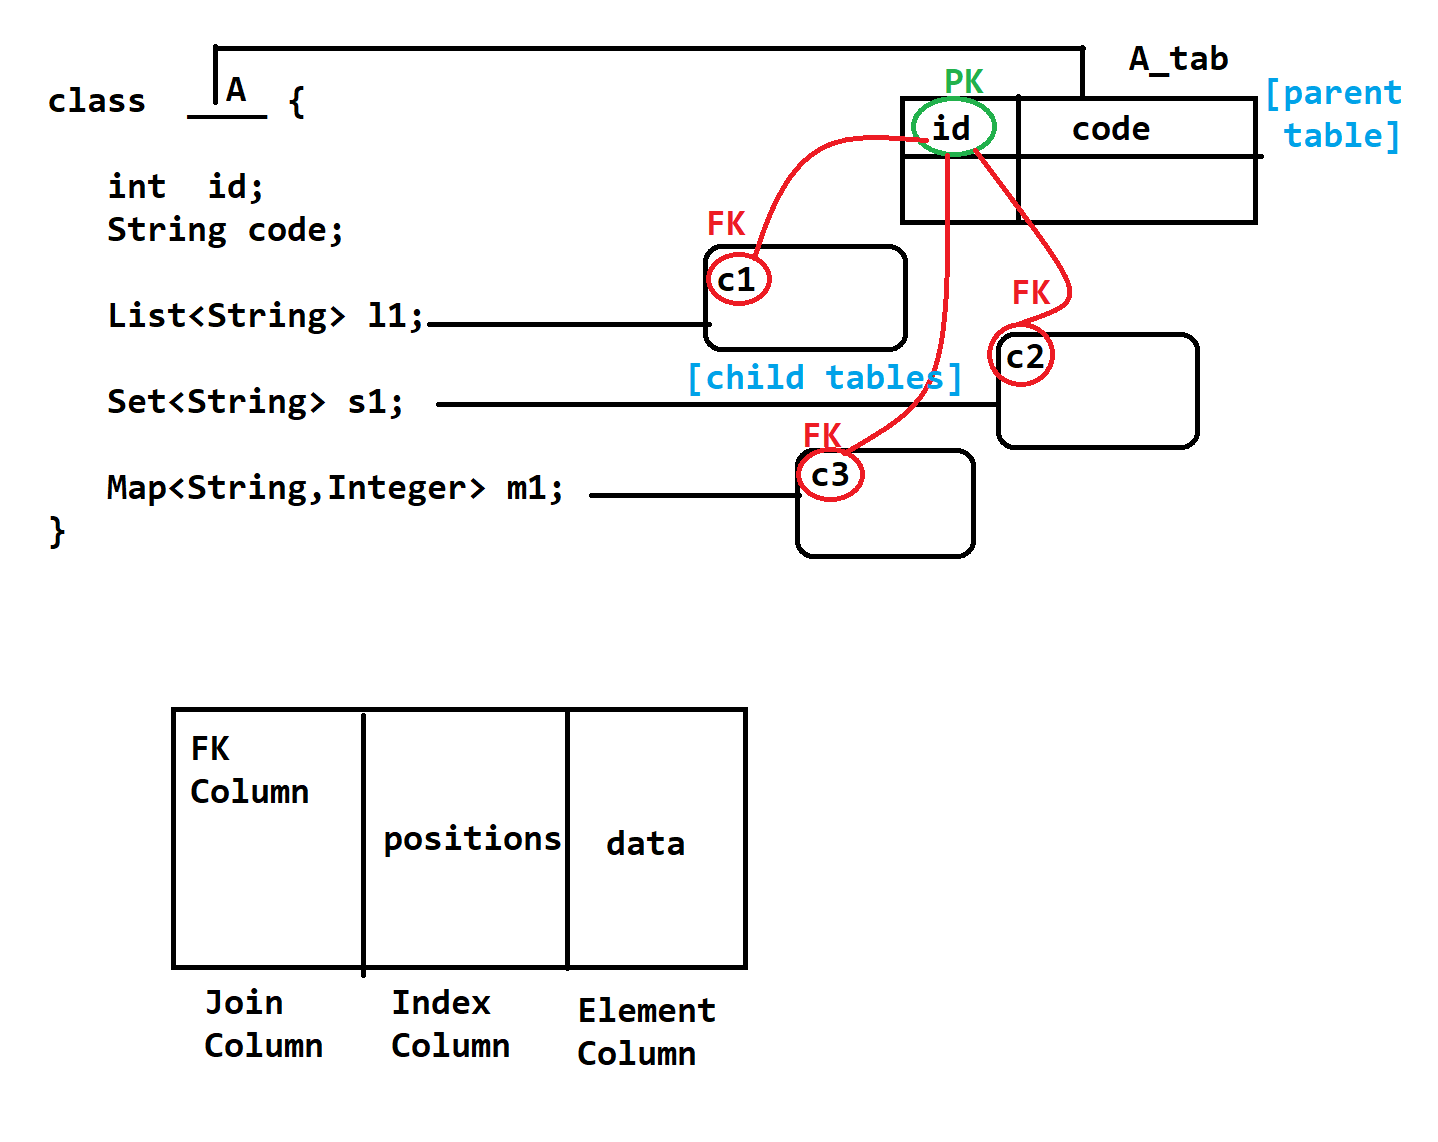 A_tab
PK
[parent
table]
class A {
id code
int id;
String code;
FK
c1
List<String> l1;
FK
c2
[child tables]
Set<String> s1;
FK
c3
Map<String,Integer> m1;
}
FK
Column
positions
data
Join
Column
Index
Column
Element
Column